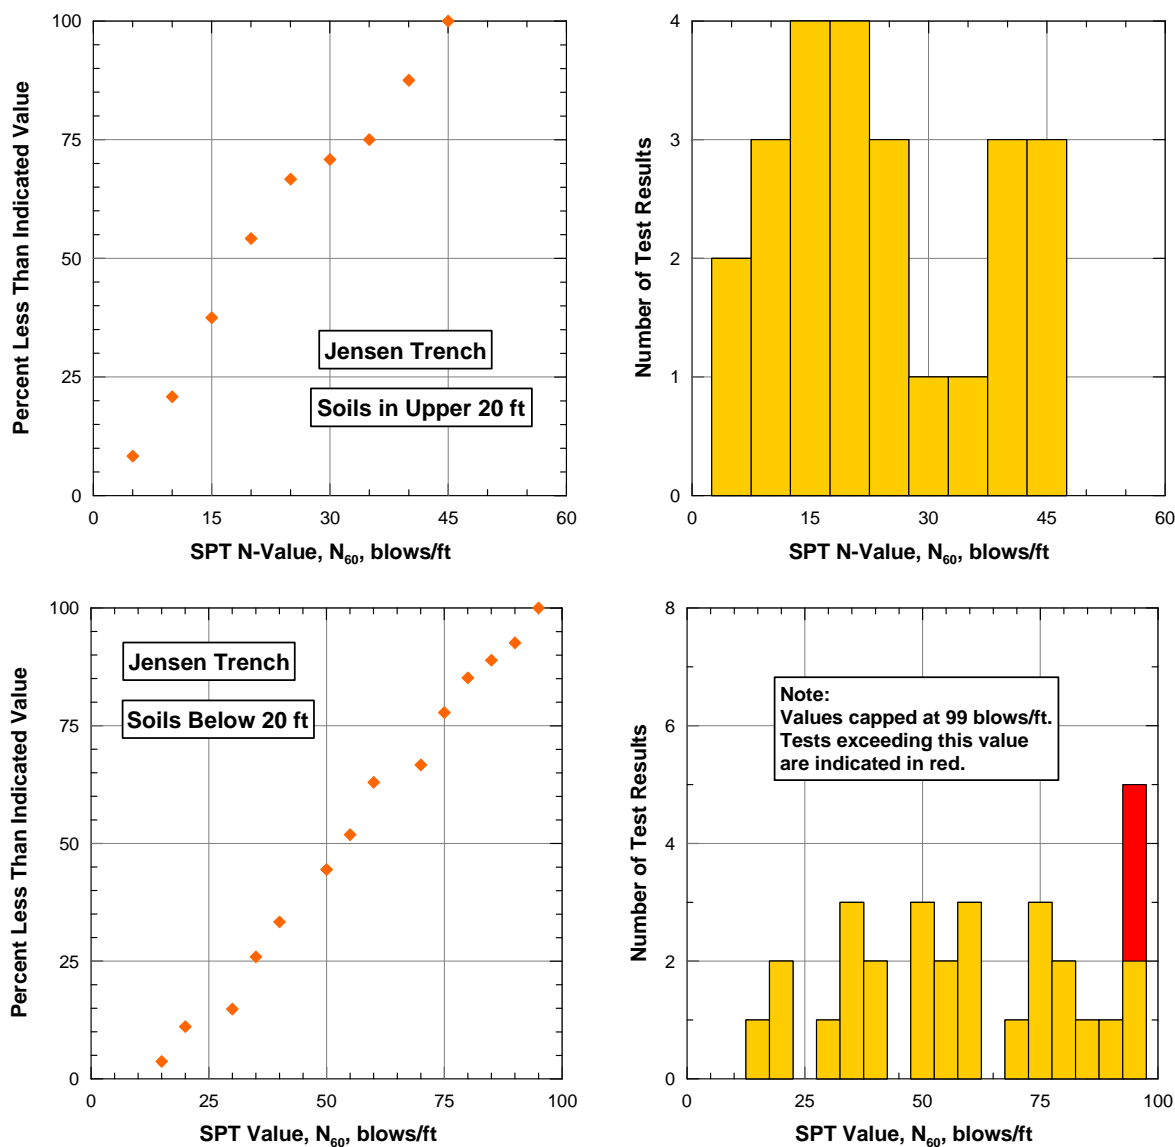 100
75
50
25
0
Percent Less Than Indicated Value
Jensen Trench
Soils in Upper 20 ft
0 15 30 45 60
SPT N-Value, N60, blows/ft
4
3
2
1
0
Number of Test Results
0 15 30 45 60
SPT N-Value, N60, blows/ft
100
75
50
25
0
Percent Less Than Indicated Value
Jensen Trench
Soils Below 20 ft
0 25 50 75 100
SPT Value, N60, blows/ft
8
6
4
2
0
Number of Test Results
Note:
Values capped at 99 blows/ft.
Tests exceeding this value
are indicated in red.
0 25 50 75 100
SPT Value, N60, blows/ft